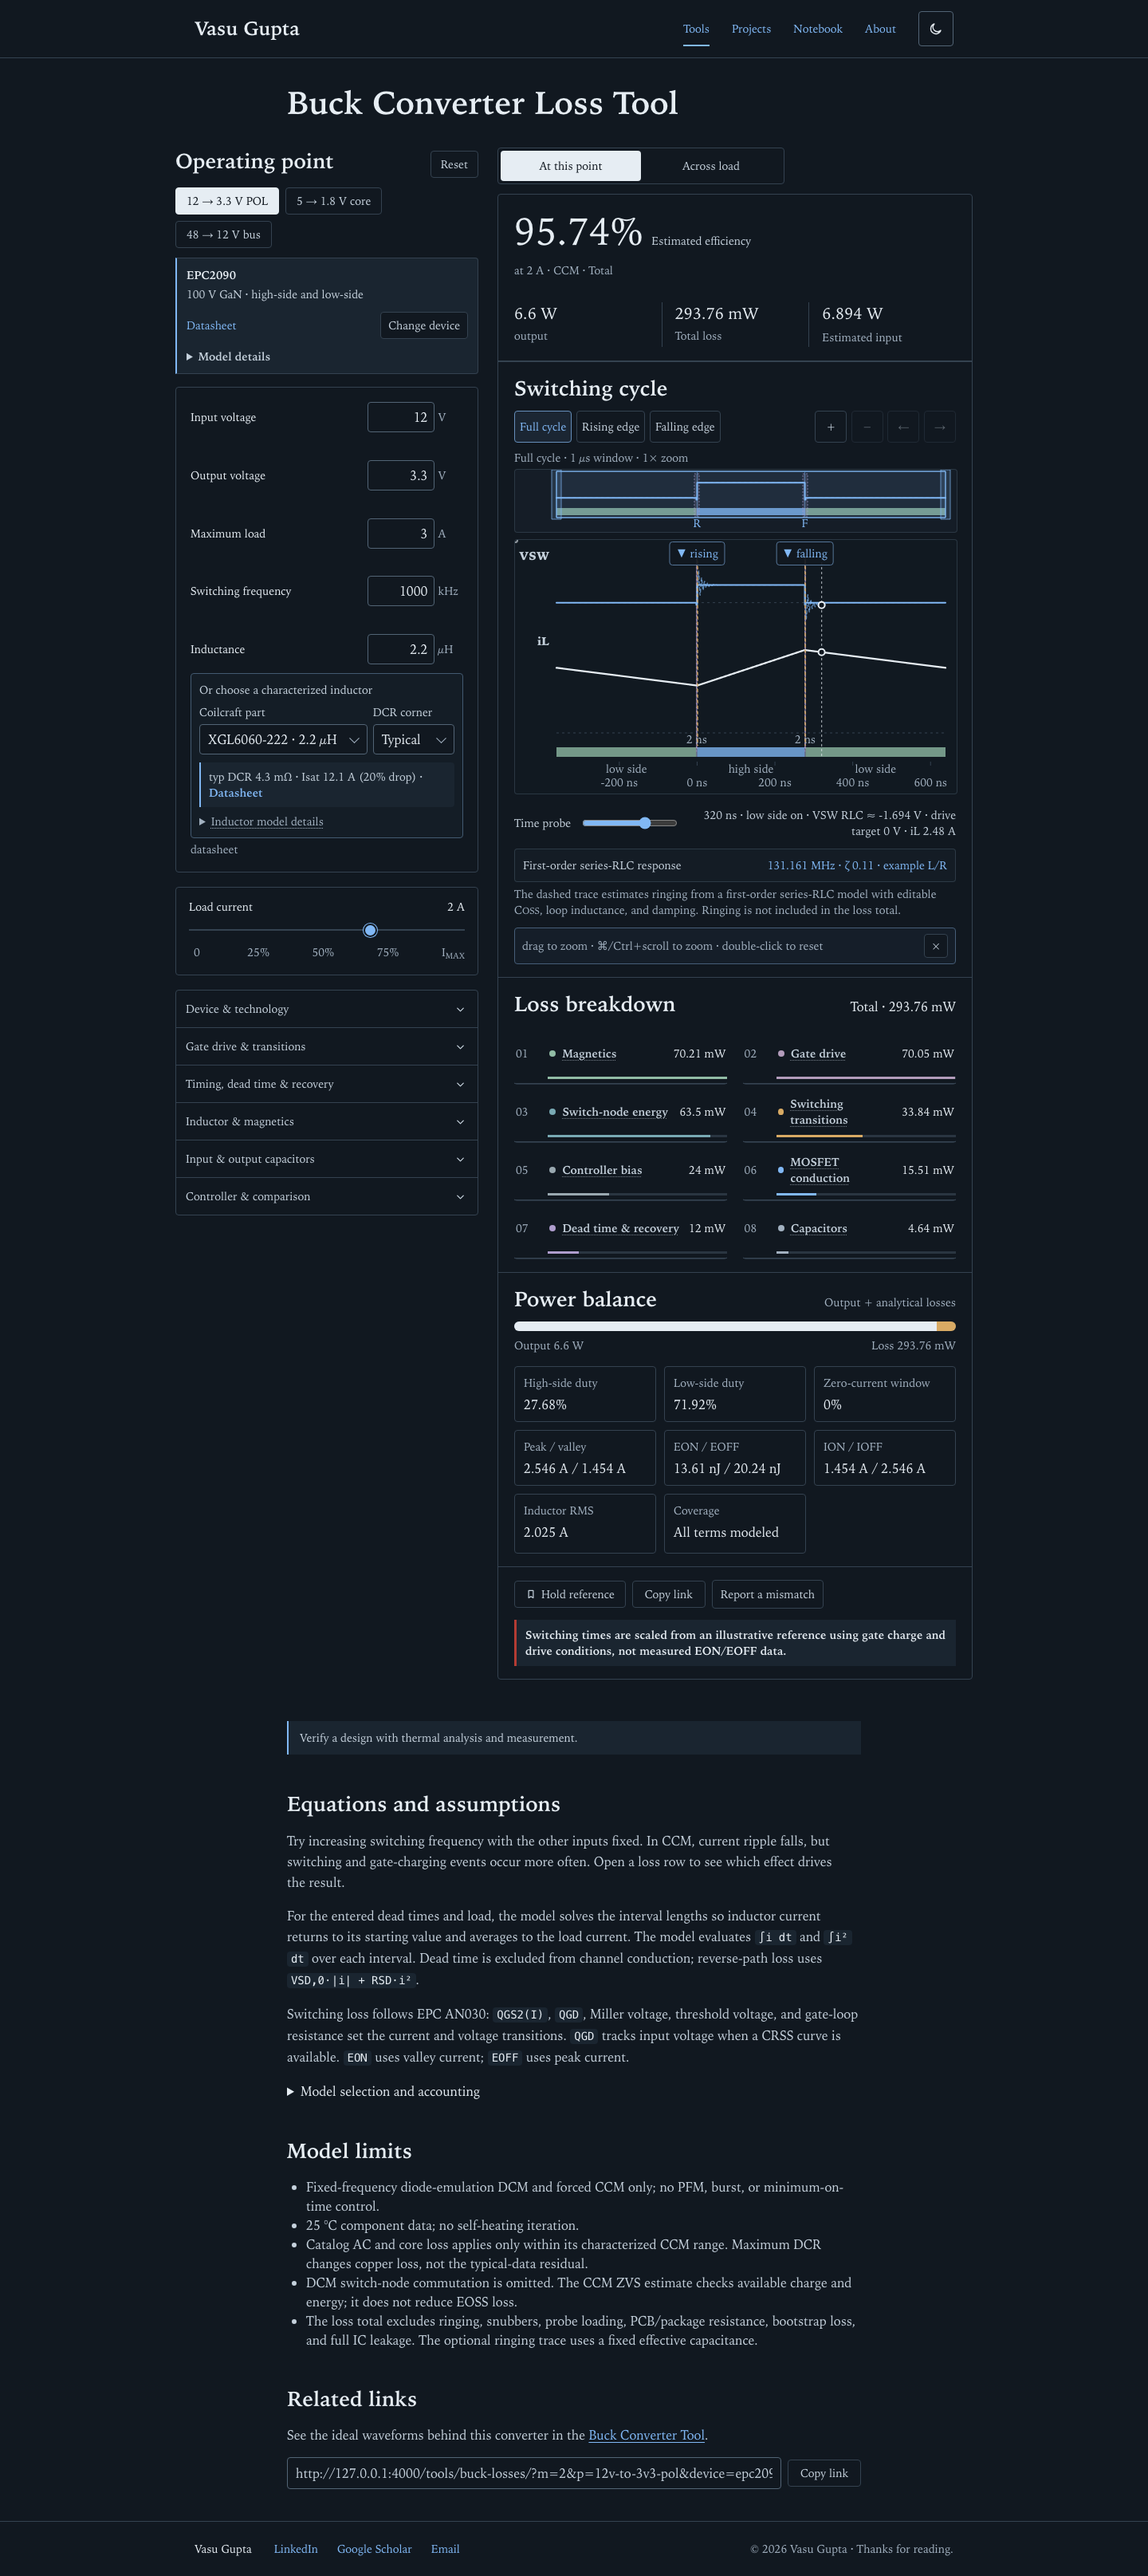 Vasu Gupta
Tools
Projects
Notebook
About
Buck Converter Loss Tool
Operating point
Reset
12 → 3.3 V POL
5 → 1.8 V core
48 → 12 V bus
EPC2090
100 V GaN · high-side and low-side
Datasheet
Change device
▶ Model details
Input voltage
12 V
Output voltage
3.3 V
Maximum load
3 A
Switching frequency
1000 kHz
Inductance
2.2 μH
Or choose a characterized inductor
Coilcraft part
DCR corner
XGL6060-222 · 2.2 μH
Typical
typ DCR 4.3 mΩ · Isat 12.1 A (20% drop) ·
Datasheet
▶ Inductor model details
datasheet
Load current
2 A
0
25%
50%
75%
IMAX
Device & technology
Gate drive & transitions
Timing, dead time & recovery
Inductor & magnetics
Input & output capacitors
Controller & comparison
At this point
Across load
95.74% Estimated efficiency
at 2 A · CCM · Total
6.6 W
output
293.76 mW
Total loss
6.894 W
Estimated input
Switching cycle
Full cycle
Rising edge
Falling edge
+
−
←
→
Full cycle · 1 μs window · 1× zoom
R
F
VSW
▼ rising
▼ falling
iL
2 ns
2 ns
low side
high side
low side
-200 ns
0 ns
200 ns
400 ns
600 ns
Time probe
320 ns · low side on · VSW RLC ≈ -1.694 V · drive
target 0 V · iL 2.48 A
First-order series-RLC response
131.161 MHz · ζ 0.11 · example L/R
The dashed trace estimates ringing from a first-order series-RLC model with editable
COSS, loop inductance, and damping. Ringing is not included in the loss total.
drag to zoom · ⌘/Ctrl+scroll to zoom · double-click to reset
×
Loss breakdown
Total · 293.76 mW
01 Magnetics 70.21 mW
02 Gate drive 70.05 mW
03 Switch-node energy 63.5 mW
04 Switching transitions 33.84 mW
05 Controller bias 24 mW
06 MOSFET conduction 15.51 mW
07 Dead time & recovery 12 mW
08 Capacitors 4.64 mW
Power balance
Output + analytical losses
Output 6.6 W
Loss 293.76 mW
High-side duty
27.68%
Low-side duty
71.92%
Zero-current window
0%
Peak / valley
2.546 A / 1.454 A
EON / EOFF
13.61 nJ / 20.24 nJ
ION / IOFF
1.454 A / 2.546 A
Inductor RMS
2.025 A
Coverage
All terms modeled
Hold reference
Copy link
Report a mismatch
Switching times are scaled from an illustrative reference using gate charge and
drive conditions, not measured EON/EOFF data.
Verify a design with thermal analysis and measurement.
Equations and assumptions
Try increasing switching frequency with the other inputs fixed. In CCM, current ripple falls, but
switching and gate-charging events occur more often. Open a loss row to see which effect drives
the result.
For the entered dead times and load, the model solves the interval lengths so inductor current
returns to its starting value and averages to the load current. The model evaluates ∫i dt and ∫i²
dt over each interval. Dead time is excluded from channel conduction; reverse-path loss uses
VSD,0·|i| + RSD·i².
Switching loss follows EPC AN030: QGS2(I), QGD, Miller voltage, threshold voltage, and gate-loop
resistance set the current and voltage transitions. QGD tracks input voltage when a CRSS curve is
available. EON uses valley current; EOFF uses peak current.
▶ Model selection and accounting
Model limits
• Fixed-frequency diode-emulation DCM and forced CCM only; no PFM, burst, or minimum-on-
time control.
• 25 °C component data; no self-heating iteration.
• Catalog AC and core loss applies only within its characterized CCM range. Maximum DCR
changes copper loss, not the typical-data residual.
• DCM switch-node commutation is omitted. The CCM ZVS estimate checks available charge and
energy; it does not reduce EOSS loss.
• The loss total excludes ringing, snubbers, probe loading, PCB/package resistance, bootstrap loss,
and full IC leakage. The optional ringing trace uses a fixed effective capacitance.
Related links
See the ideal waveforms behind this converter in the Buck Converter Tool.
http://127.0.0.1:4000/tools/buck-losses/?m=2&p=12v-to-3v3-pol&device=epc209
Copy link
Vasu Gupta
LinkedIn
Google Scholar
Email
© 2026 Vasu Gupta · Thanks for reading.